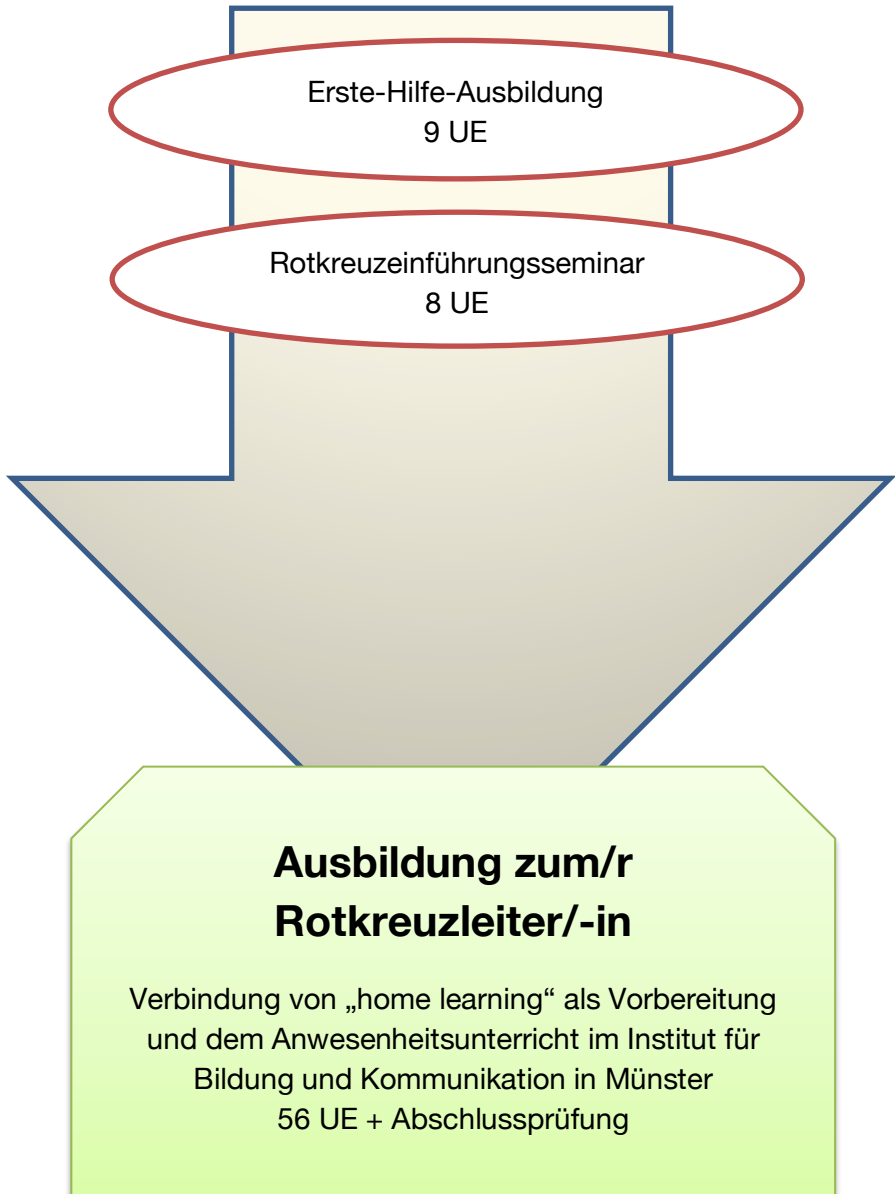 Erste-Hilfe-Ausbildung
9 UE
Rotkreuzeinführungsseminar
8 UE
Ausbildung zum/r
Rotkreuzleiter/-in
Verbindung von „home learning“ als Vorbereitung
und dem Anwesenheitsunterricht im Institut für
Bildung und Kommunikation in Münster
56 UE + Abschlussprüfung